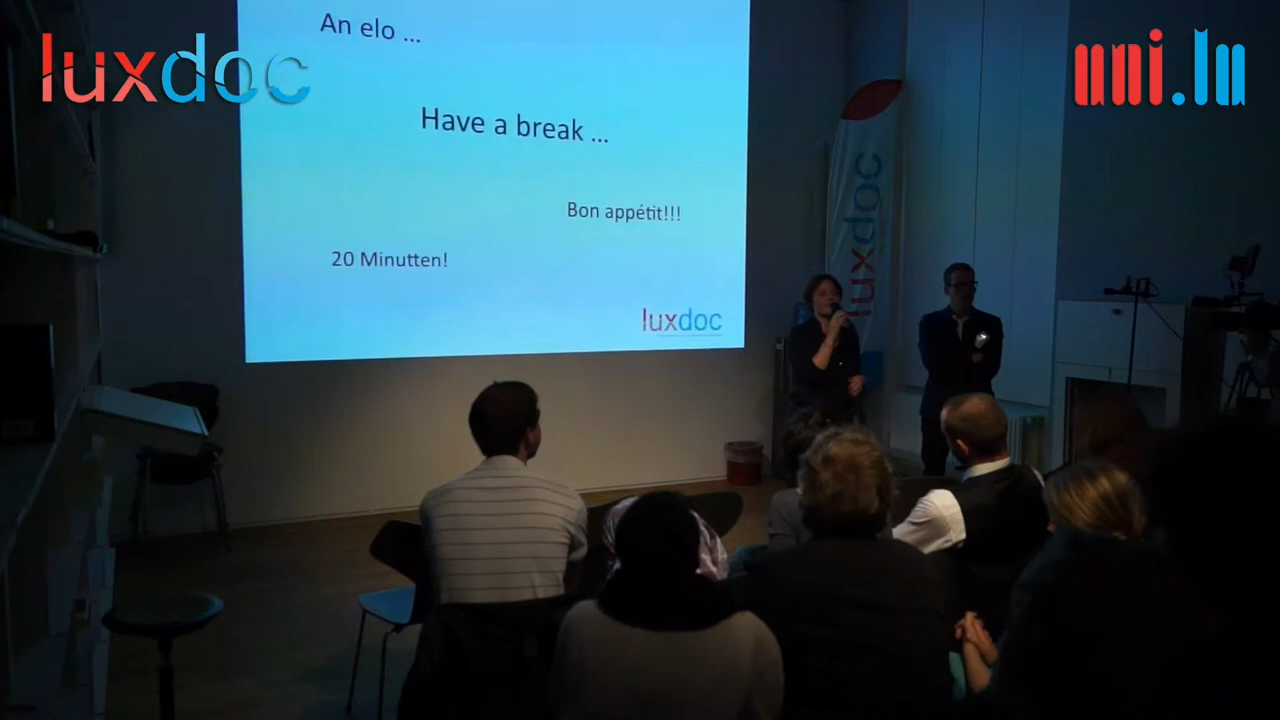 luxdoc
uni.lu
An elo ...
Have a break ...
Bon appétit!!!
20 Minutten!
luxdoc
luxdoc